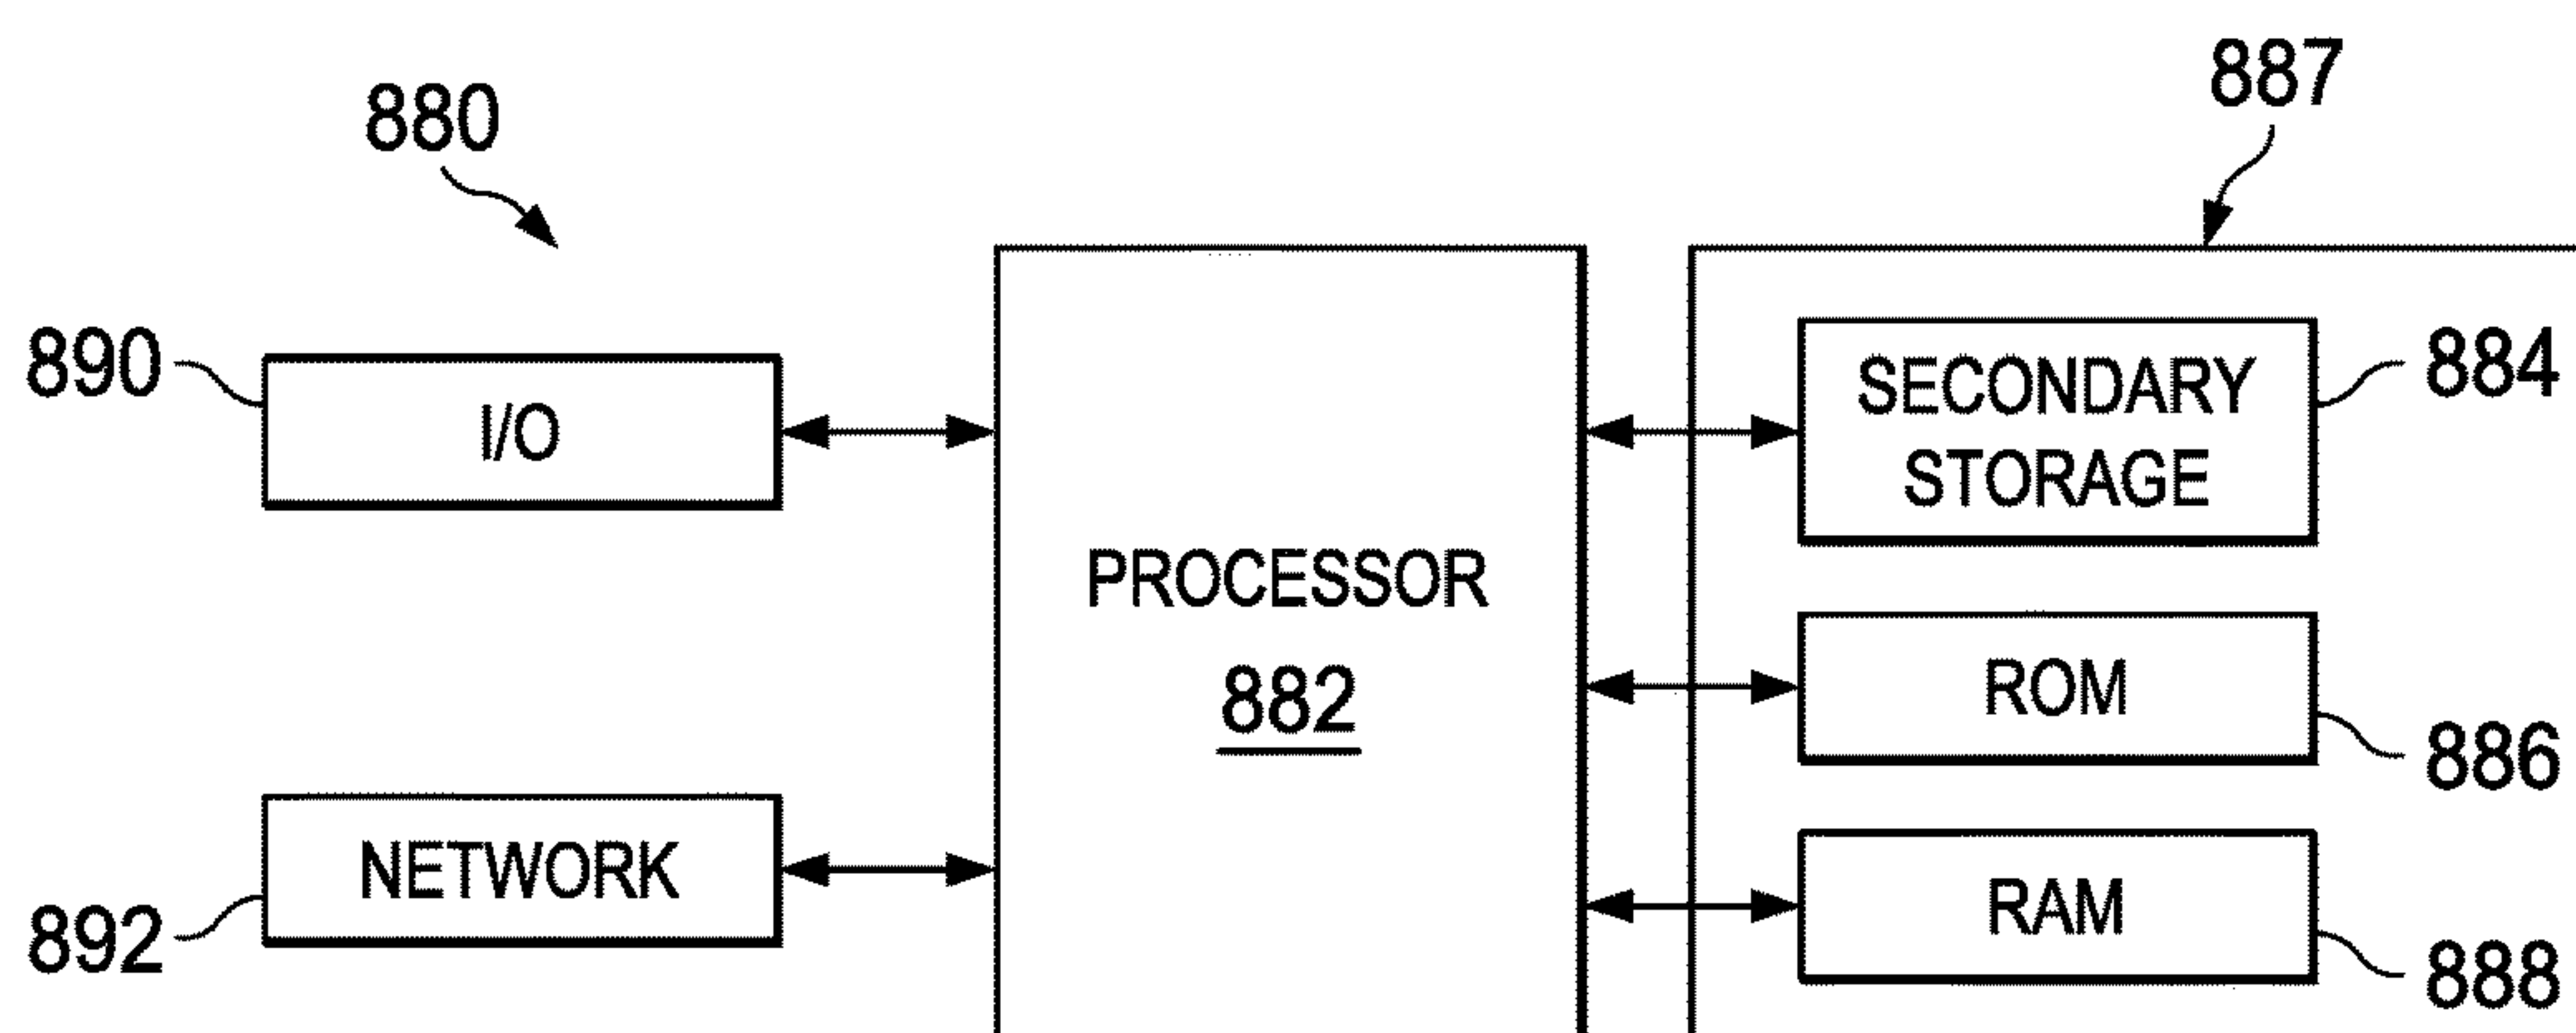 887
880
890
I/O
SECONDARY
STORAGE
884
PROCESSOR
882
ROM
886
NETWORK
892
RAM
888